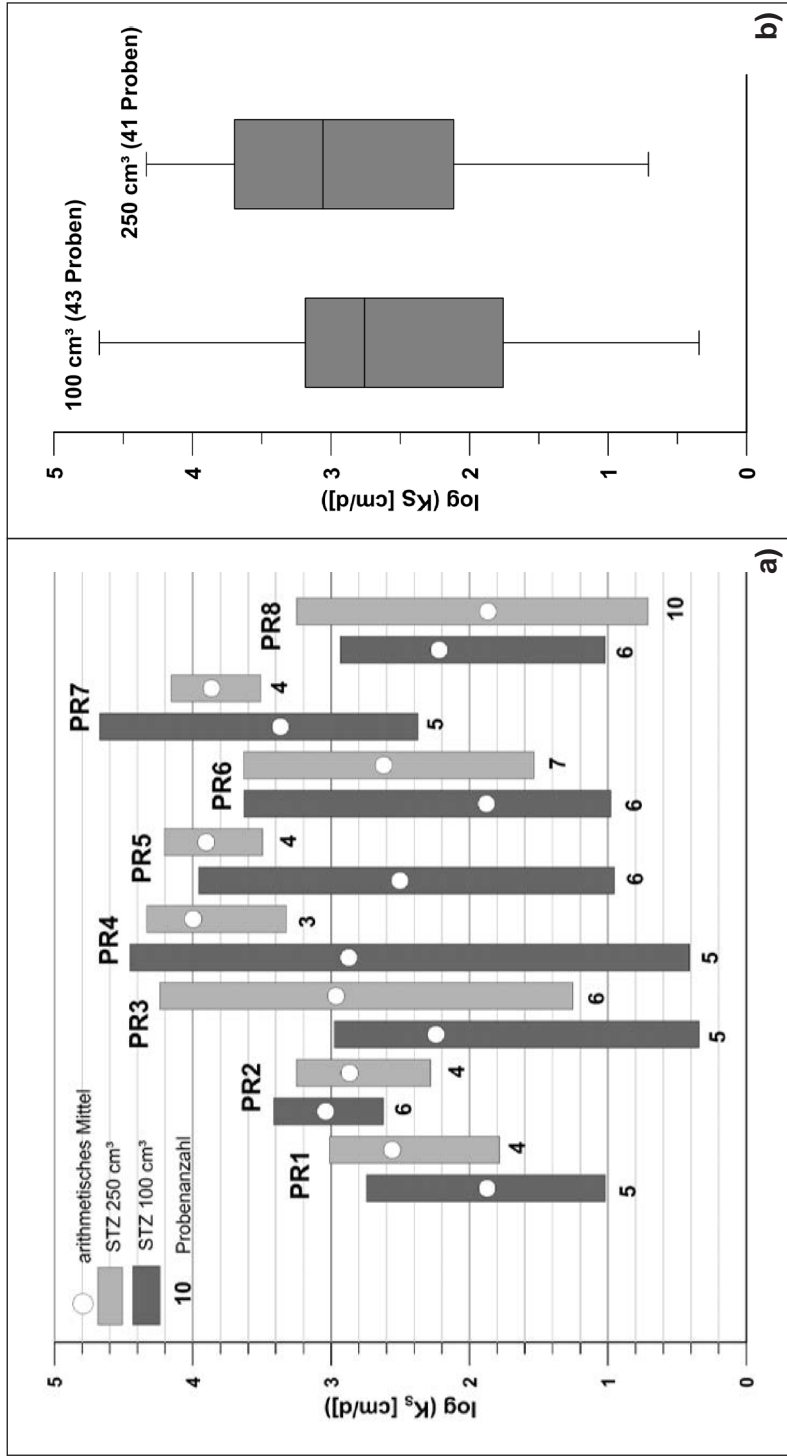 a)
log (Ks [ cm/d])
5
4
3
2
1
0
arithmetisches Mittel
STZ 250 cm³
STZ 100 cm³
10 Probenanzahl
PR1
5
4
PR2
6
4
PR3
5
6
PR4
5
3
PR5
6
4
PR6
6
7
PR7
5
4
PR8
6
10
b)
log (KS [ cm/d])
5
4
3
2
1
0
100 cm³ (43 Proben)
250 cm³ (41 Proben)